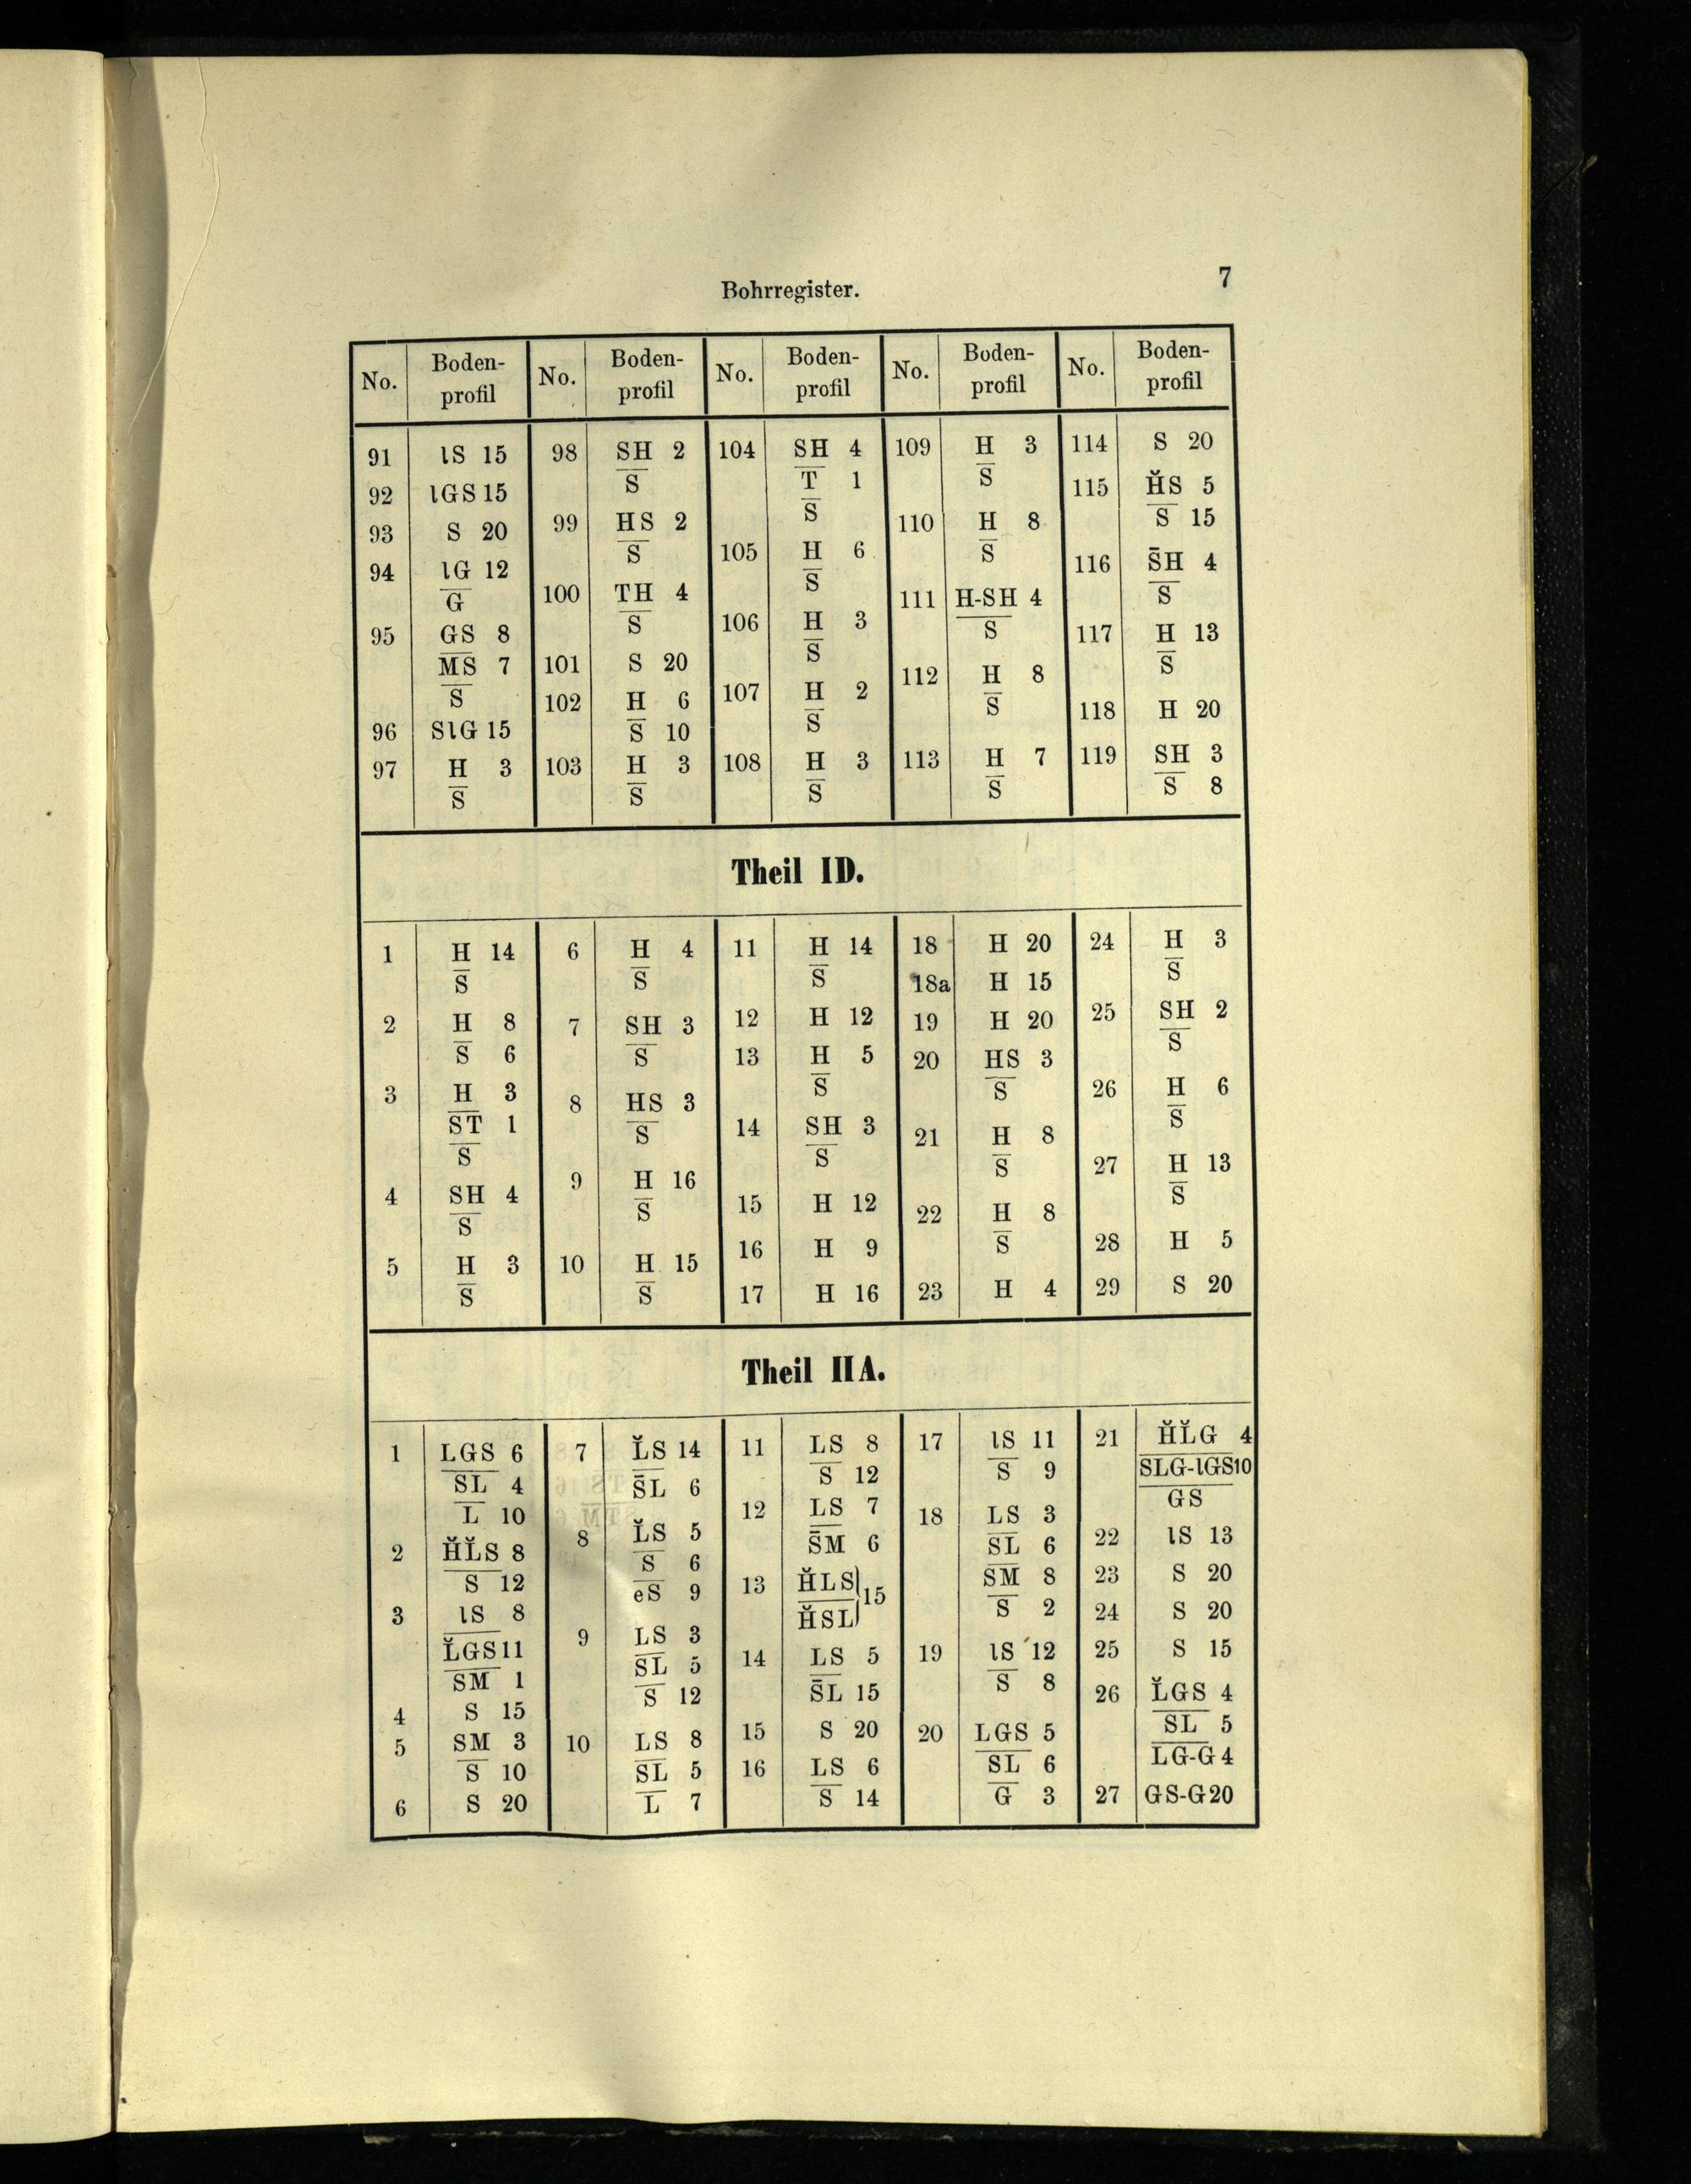 Bohrregister.
7
No. Boden-profil No. Boden-profil No. Boden-profil No. Boden-profil No. Boden-profil
91 lS 15
92 lGS 15
93 S 20
94 lG 12
G
95 GS 8
MS 7
S
96 SlG 15
97 H 3
S
98 SH 2
S
99 HS 2
S
100 TH 4
S
101 S 20
102 H 6
S 10
103 H 3
S
104 SH 4
T 1
S
105 H 6
S
106 H 3
S
107 H 2
S
108 H 3
S
109 H 3
S
110 H 8
S
111 H-SH 4
S
112 H 8
S
113 H 7
S
114 S 20
115 H̆S 5
S 15
116 S̄H 4
S
117 H 13
S
118 H 20
119 SH 3
S 8
Theil ID.
1 H 14
S
2 H 8
S 6
3 H 3
ST 1
S
4 SH 4
S
5 H 3
S
6 H 4
S
7 SH 3
S
8 HS 3
S
9 H 16
S
10 H 15
S
11 H 14
S
12 H 12
13 H 5
S
14 SH 3
S
15 H 12
16 H 9
17 H 16
18 H 20
18a H 15
19 H 20
20 HS 3
S
21 H 8
S
22 H 8
S
23 H 4
24 H 3
S
25 SH 2
S
26 H 6
S
27 H 13
S
28 H 5
29 S 20
Theil IIA.
1 LGS 6
SL 4
L 10
2 H̆L̆S 8
S 12
3 lS 8
L̆GS 11
SM 1
4 S 15
5 SM 3
S 10
6 S 20
7 L̆S 14
S̄L 6
8 L̆S 5
S 6
eS 9
9 LS 3
SL 5
S 12
10 LS 8
SL 5
L 7
11 LS 8
S 12
12 LS 7
S̄M 6
13 H̆LS } 15
H̆SL
14 LS 5
S̄L 15
15 S 20
16 LS 6
S 14
17 lS 11
S 9
18 LS 3
SL 6
SM 8
S 2
19 lS 12
S 8
20 LGS 5
SL 6
G 3
21 H̆L̆G 4
SLG-lGS 10
GS
22 lS 13
23 S 20
24 S 20
25 S 15
26 L̆GS 4
SL 5
LG-G 4
27 GS-G 20